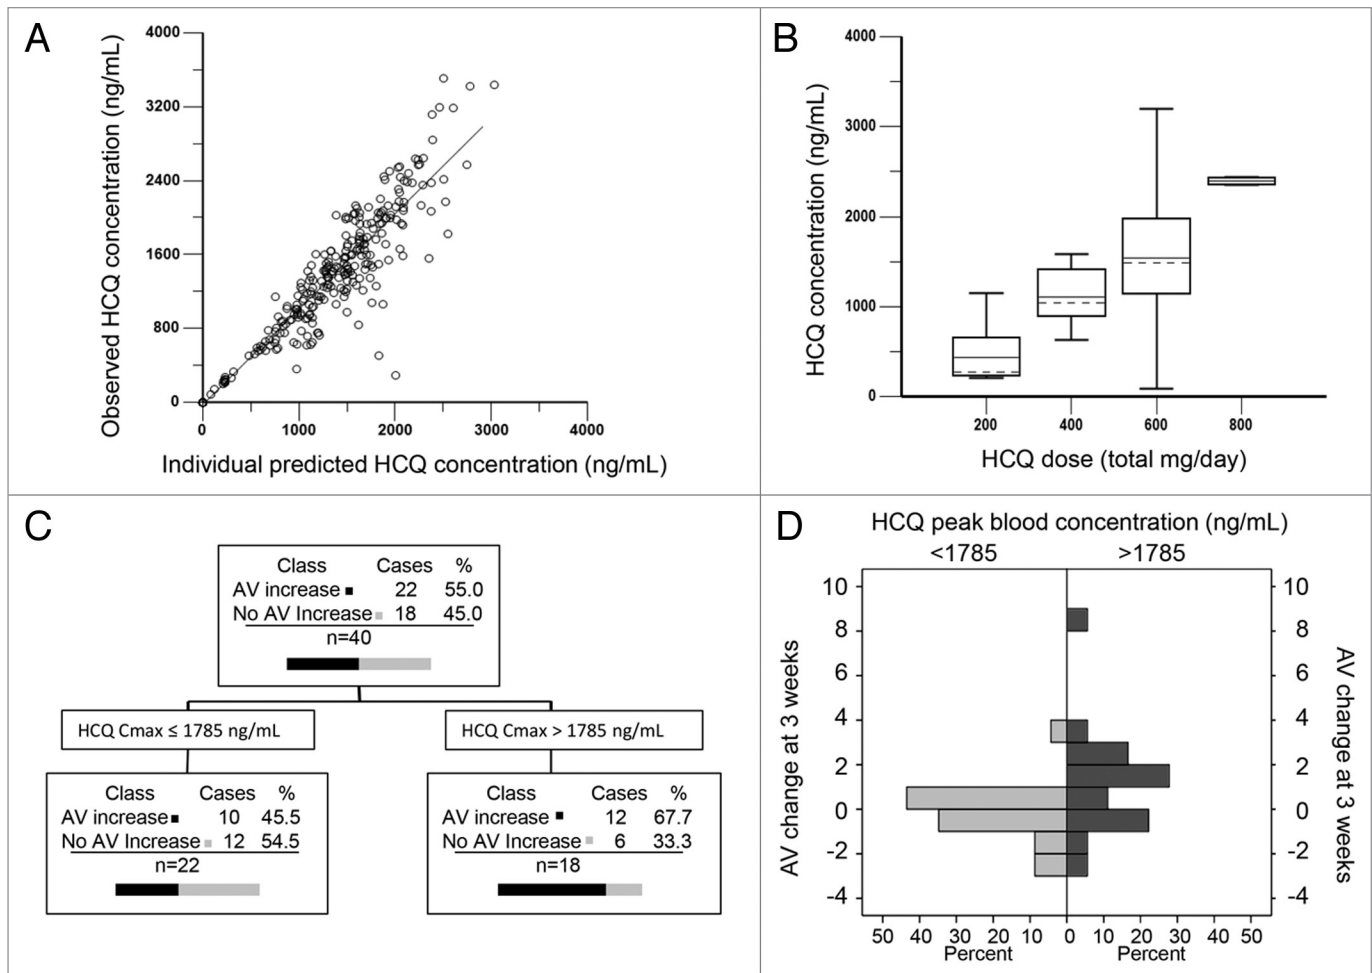 A
Observed HCQ concentration (ng/mL)
4000
3200
2400
1600
800
0
0 1000 2000 3000 4000
Individual predicted HCQ concentration (ng/mL)
B
HCQ concentration (ng/mL)
4000
3000
2000
1000
0
200 400 600 800
HCQ dose (total mg/day)
C
Class Cases %
AV increase 22 55.0
No AV Increase 18 45.0
n=40
HCQ Cmax ≤ 1785 ng/mL
HCQ Cmax > 1785 ng/mL
Class Cases %
AV increase 10 45.5
No AV Increase 12 54.5
n=22
Class Cases %
AV increase 12 67.7
No AV Increase 6 33.3
n=18
D
HCQ peak blood concentration (ng/mL)
<1785 >1785
AV change at 3 weeks
10 10
8 8
6 6
4 4
2 2
0 0
-2 -2
-4 -4
AV change at 3 weeks
50 40 30 20 10 0 10 20 30 40 50
Percent Percent